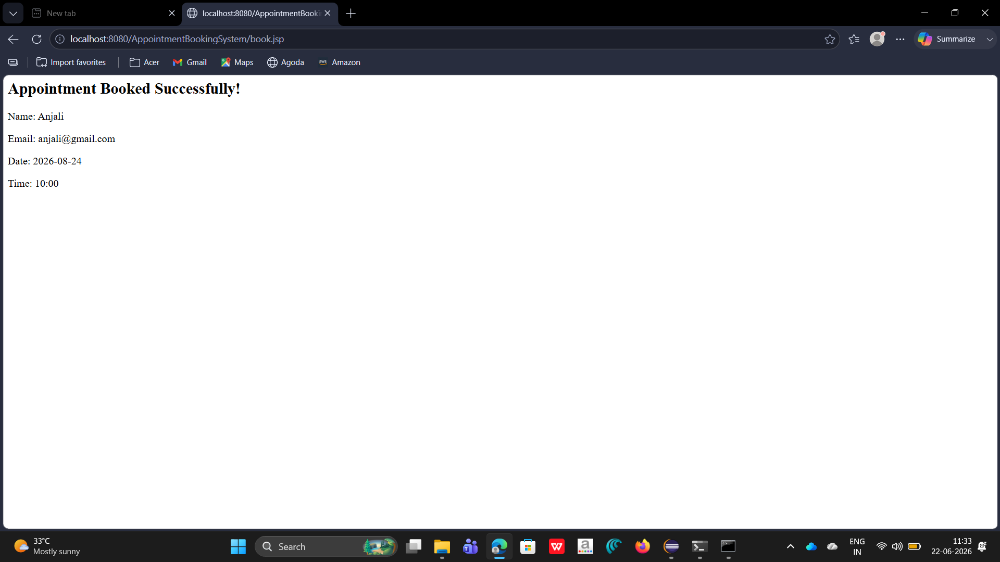 New tab
localhost:8080/AppointmentBooki
localhost:8080/AppointmentBookingSystem/book.jsp
Summarize
Import favorites
Acer
Gmail
Maps
Agoda
aws
Amazon
Appointment Booked Successfully!
Name: Anjali
Email: anjali@gmail.com
Date: 2026-08-24
Time: 10:00
33°C
Mostly sunny
Search
T
W
a
ENG
IN
11:33
22-06-2026